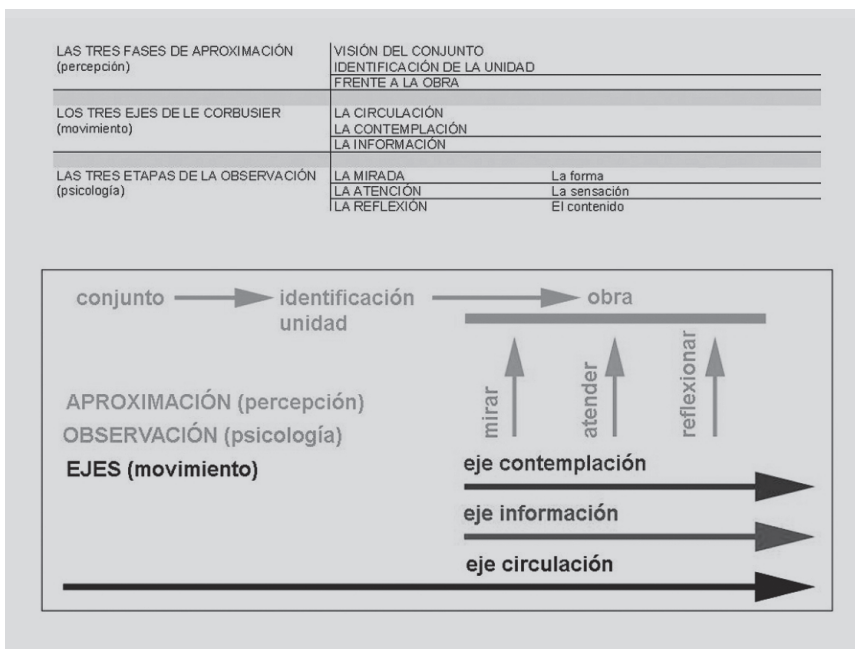 LAS TRES FASES DE APROXIMACIÓN
(percepción)
VISIÓN DEL CONJUNTO
IDENTIFICACIÓN DE LA UNIDAD
FRENTE A LA OBRA
LOS TRES EJES DE LE CORBUSIER
(movimiento)
LA CIRCULACIÓN
LA CONTEMPLACIÓN
LA INFORMACIÓN
LAS TRES ETAPAS DE LA OBSERVACIÓN
(psicología)
LA MIRADA La forma
LA ATENCIÓN La sensación
LA REFLEXIÓN El contenido
conjunto identificación obra
unidad
mirar
atender
reflexionar
APROXIMACIÓN (percepción)
OBSERVACIÓN (psicología)
EJES (movimiento)
eje contemplación
eje información
eje circulación